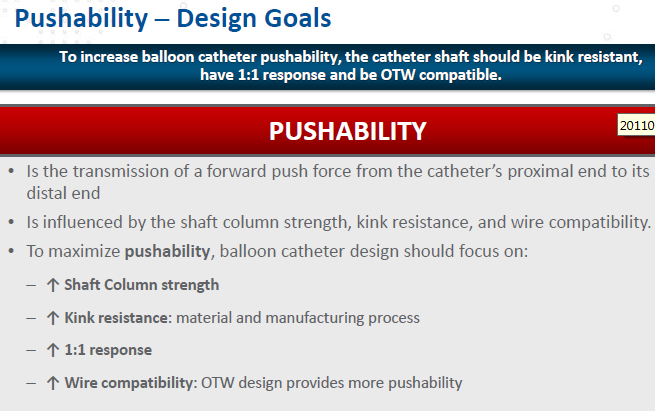 Pushability – Design Goals
To increase balloon catheter pushability, the catheter shaft should be kink resistant,
have 1:1 response and be OTW compatible.
PUSHABILITY
20110
• Is the transmission of a forward push force from the catheter’s proximal end to its
distal end
• Is influenced by the shaft column strength, kink resistance, and wire compatibility.
• To maximize pushability, balloon catheter design should focus on:
– ↑ Shaft Column strength
– ↑ Kink resistance: material and manufacturing process
– ↑ 1:1 response
– ↑ Wire compatibility: OTW design provides more pushability